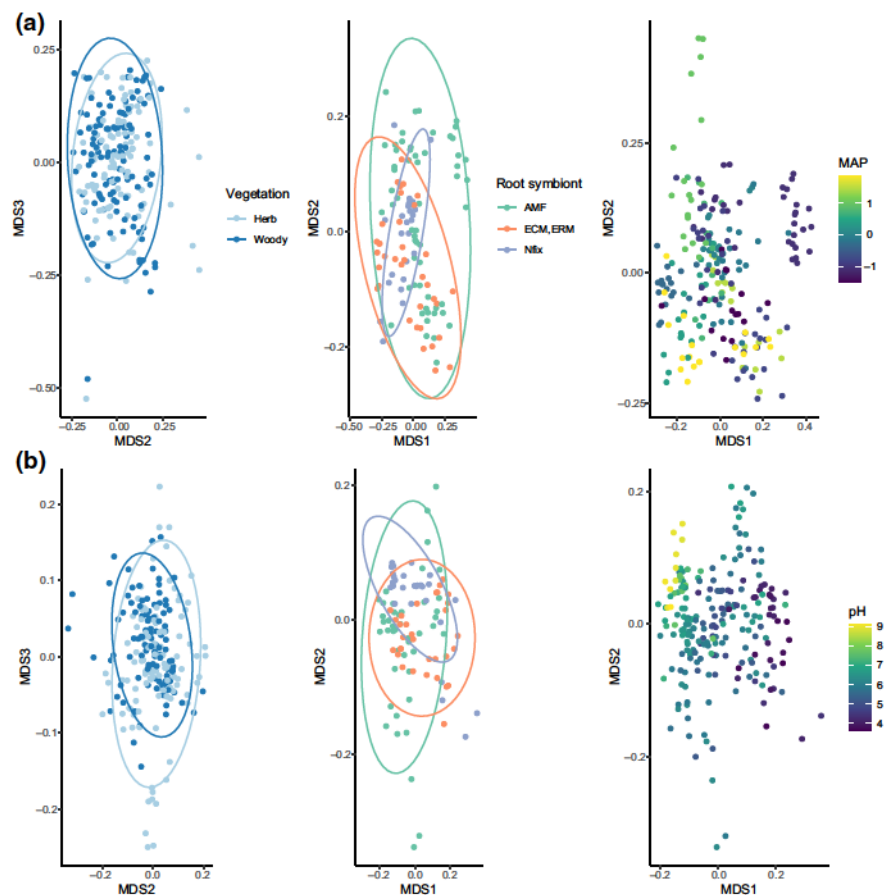 (a)
0.25
0.00
−0.25
−0.50
MDS3
−0.25
0.00
0.25
MDS2
Vegetation
Herb
Woody
0.2
0.0
−0.2
MDS2
−0.50
−0.25
0.00
0.25
MDS1
Root symbiont
AMF
ECM,ERM
Nfix
0.25
0.00
−0.25
MDS2
−0.2
0.0
0.2
0.4
MDS1
MAP
2
1
0
−1
(b)
0.2
0.1
0.0
−0.1
−0.2
MDS3
−0.2
0.0
0.2
MDS2
0.2
0.0
−0.2
MDS2
−0.2
0.0
0.2
MDS1
0.2
0.0
−0.2
MDS2
−0.2
0.0
0.2
MDS1
pH
9
8
7
6
5
4